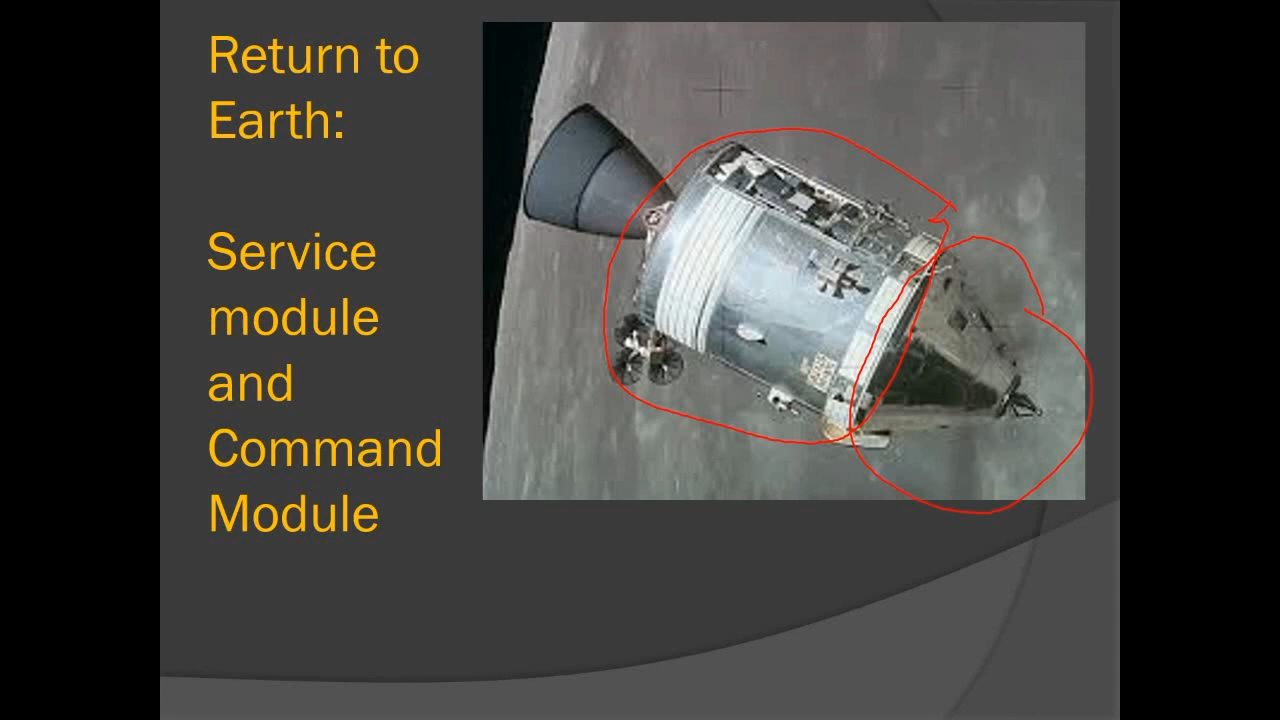 Return to
Earth:
Service
module
and
Command
Module